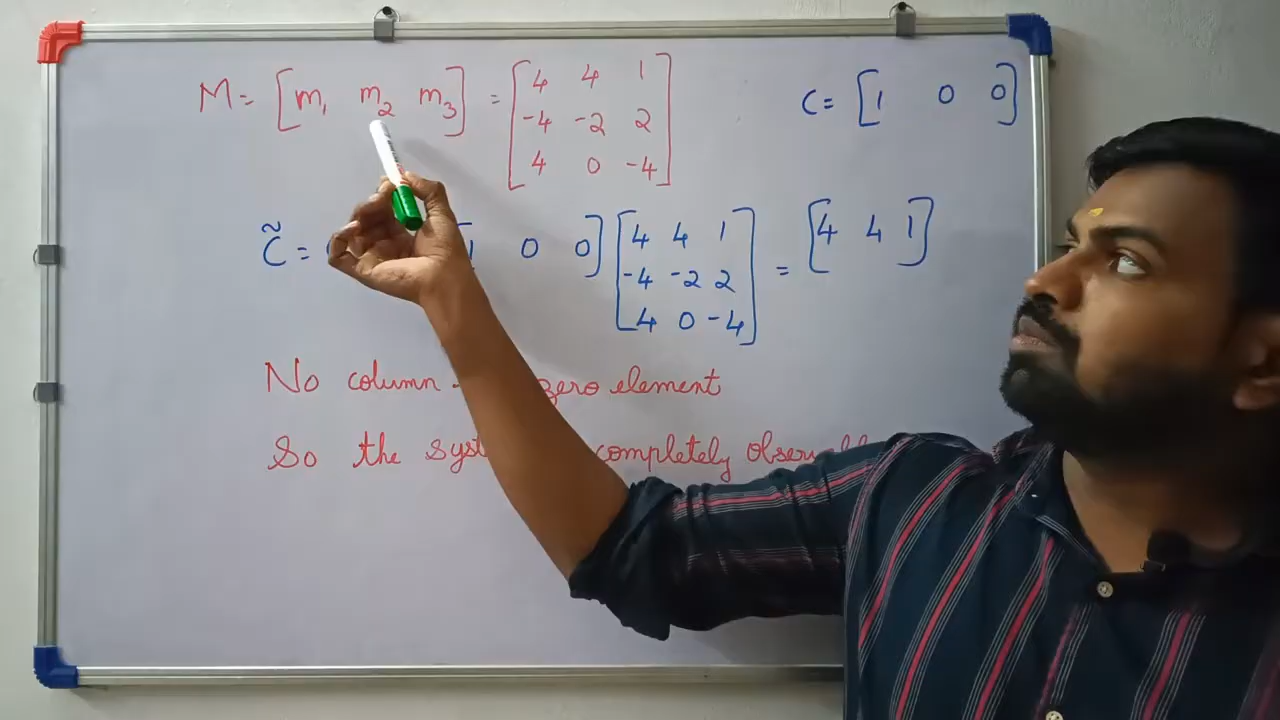 M = [m₁ m₂ m₃] = [4 4 1; -4 -2 2; 4 0 -4] C = [1 0 0]
C̃ = 1 0 0] [4 4 1; -4 -2 2; 4 0 -4] = [4 4 1]
No column zero element
So the completely